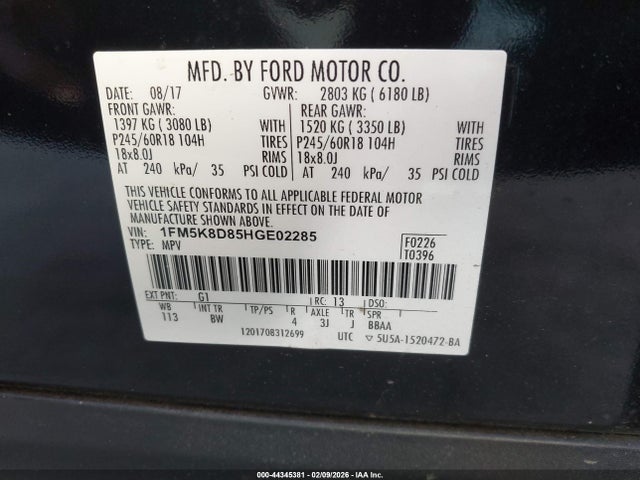 MFD. BY FORD MOTOR CO.
DATE: 08/17 GVWR: 2803 KG ( 6180 LB)
FRONT GAWR: REAR GAWR:
1397 KG ( 3080 LB) WITH 1520 KG ( 3350 LB) WITH
P245/60R18 104H TIRES P245/60R18 104H TIRES
18x8.0J RIMS 18x8.0J RIMS
AT 240 kPa/ 35 PSI COLD AT 240 kPa/ 35 PSI COLD
THIS VEHICLE CONFORMS TO ALL APPLICABLE FEDERAL MOTOR
VEHICLE SAFETY STANDARDS IN EFFECT ON THE DATE OF
MANUFACTURE SHOWN ABOVE.
VIN: 1FM5K8D85HGE02285 F0226
TYPE: MPV T0396
EXT PNT: G1 RC: 13 DSO:
WB INT TR TP/PS R AXLE TR SPR
113 BW 4 3J J BBAA
1201708312699 UTC ▽ 5U5A-1520472-BA
000-44345381 - 02/09/2026 - IAA Inc.